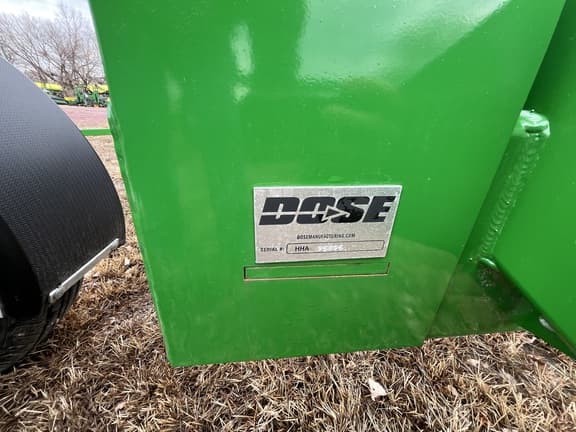 DOSE
DOSEMANUFACTURING.COM
SERIAL #: HHA